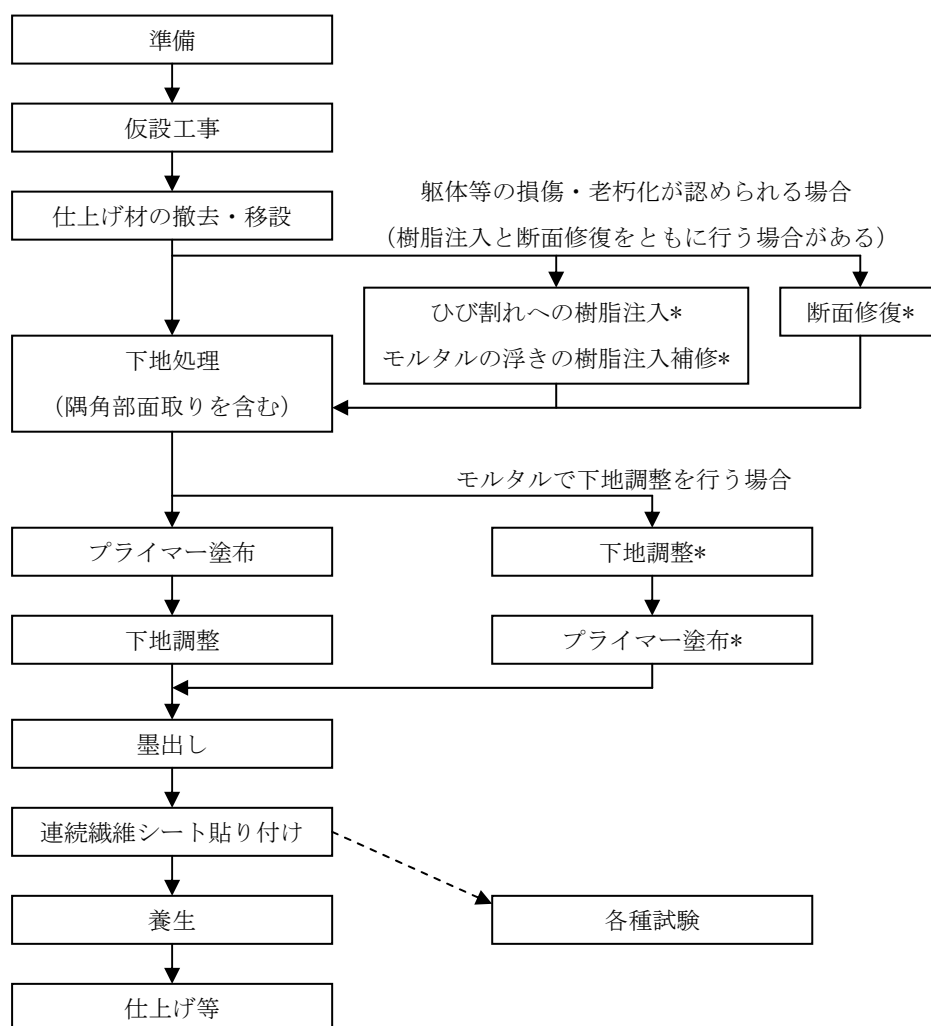 準備
仮設工事
仕上げ材の撤去・移設
躯体等の損傷・老朽化が認められる場合
(樹脂注入と断面修復をともに行う場合がある)
ひび割れへの樹脂注入*
モルタルの浮きの樹脂注入補修*
断面修復*
下地処理
(隅角部面取りを含む)
モルタルで下地調整を行う場合
プライマー塗布
下地調整*
下地調整
プライマー塗布*
墨出し
連続繊維シート貼り付け
養生
各種試験
仕上げ等